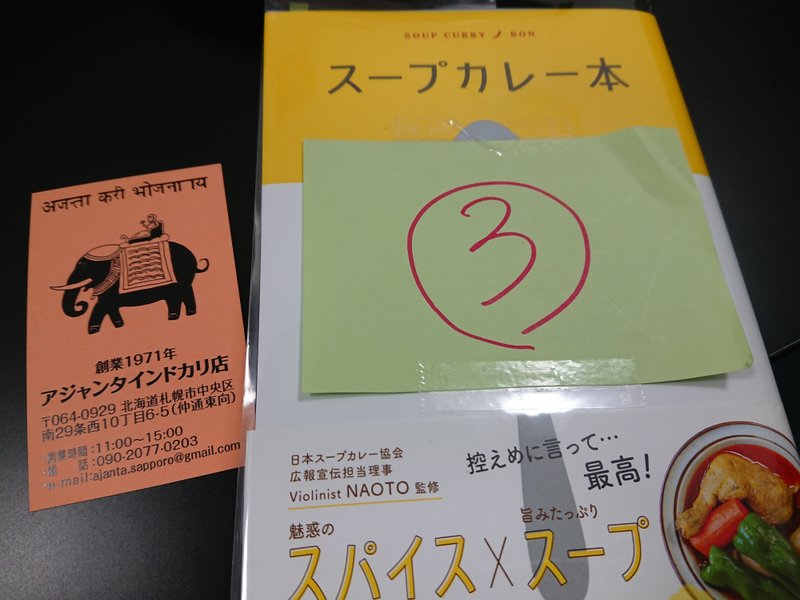 अजन्ता करी भोजनालय
創業1971年
アジャンタインドカリ店
〒064-0929 北海道札幌市中央区
南29条西10丁目6-5(仲通東向)
・営業時間：11:00～15:00
・電　　話：090-2077-0203
・e-mail:ajanta.sapporo@gmail.com
SOUP CURRY BON
スープカレー本
③
日本スープカレー協会
広報宣伝担当理事
Violinist NAOTO 監修
控えめに言って…
最高!
魅惑の
旨みたっぷり
スパイス×スープ